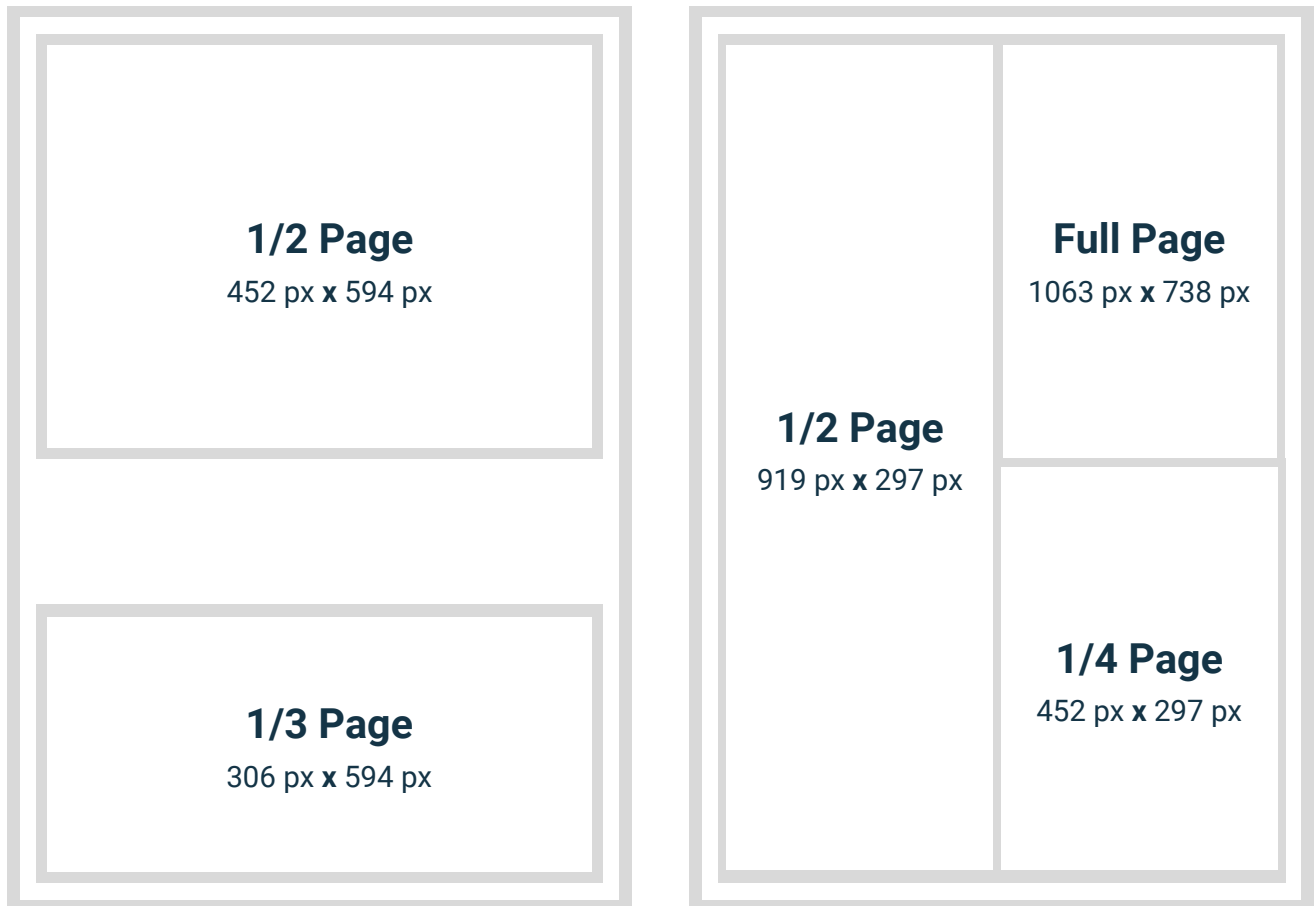 1/2 Page
452 px x 594 px
1/3 Page
306 px x 594 px
1/2 Page
919 px x 297 px
Full Page
1063 px x 738 px
1/4 Page
452 px x 297 px